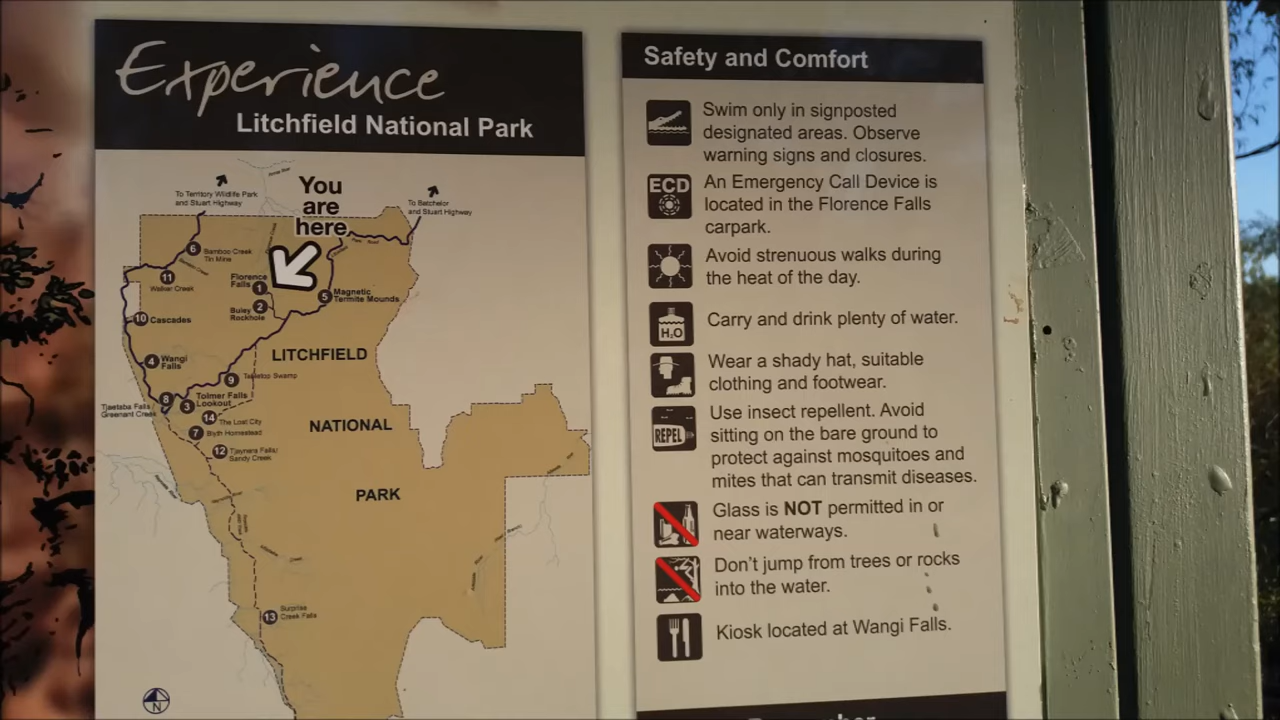 Experience
Litchfield National Park
To Territory Wildlife Park
and Stuart Highway
You
are
here
To Batchelor
and Stuart Highway
6 Bamboo Creek
Tin Mine
11
Walker Creek
Florence
Falls 1
2
Buley
Rockhole
5 Magnetic
Termite Mounds
10 Cascades
LITCHFIELD
4 Wangi
Falls
9 Tabletop Swamp
8
Tjaetaba Falls
Greenant Creek
3 Tolmer Falls
Lookout
14 The Lost City
7 Blyth Homestead
NATIONAL
12 Tjaynera Falls/
Sandy Creek
PARK
13 Surprise
Creek Falls
N
Safety and Comfort
Swim only in signposted
designated areas. Observe
warning signs and closures.
ECD
An Emergency Call Device is
located in the Florence Falls
carpark.
Avoid strenuous walks during
the heat of the day.
H2O
Carry and drink plenty of water.
Wear a shady hat, suitable
clothing and footwear.
REPEL
Use insect repellent. Avoid
sitting on the bare ground to
protect against mosquitoes and
mites that can transmit diseases.
Glass is NOT permitted in or
near waterways.
Don't jump from trees or rocks
into the water.
Kiosk located at Wangi Falls.